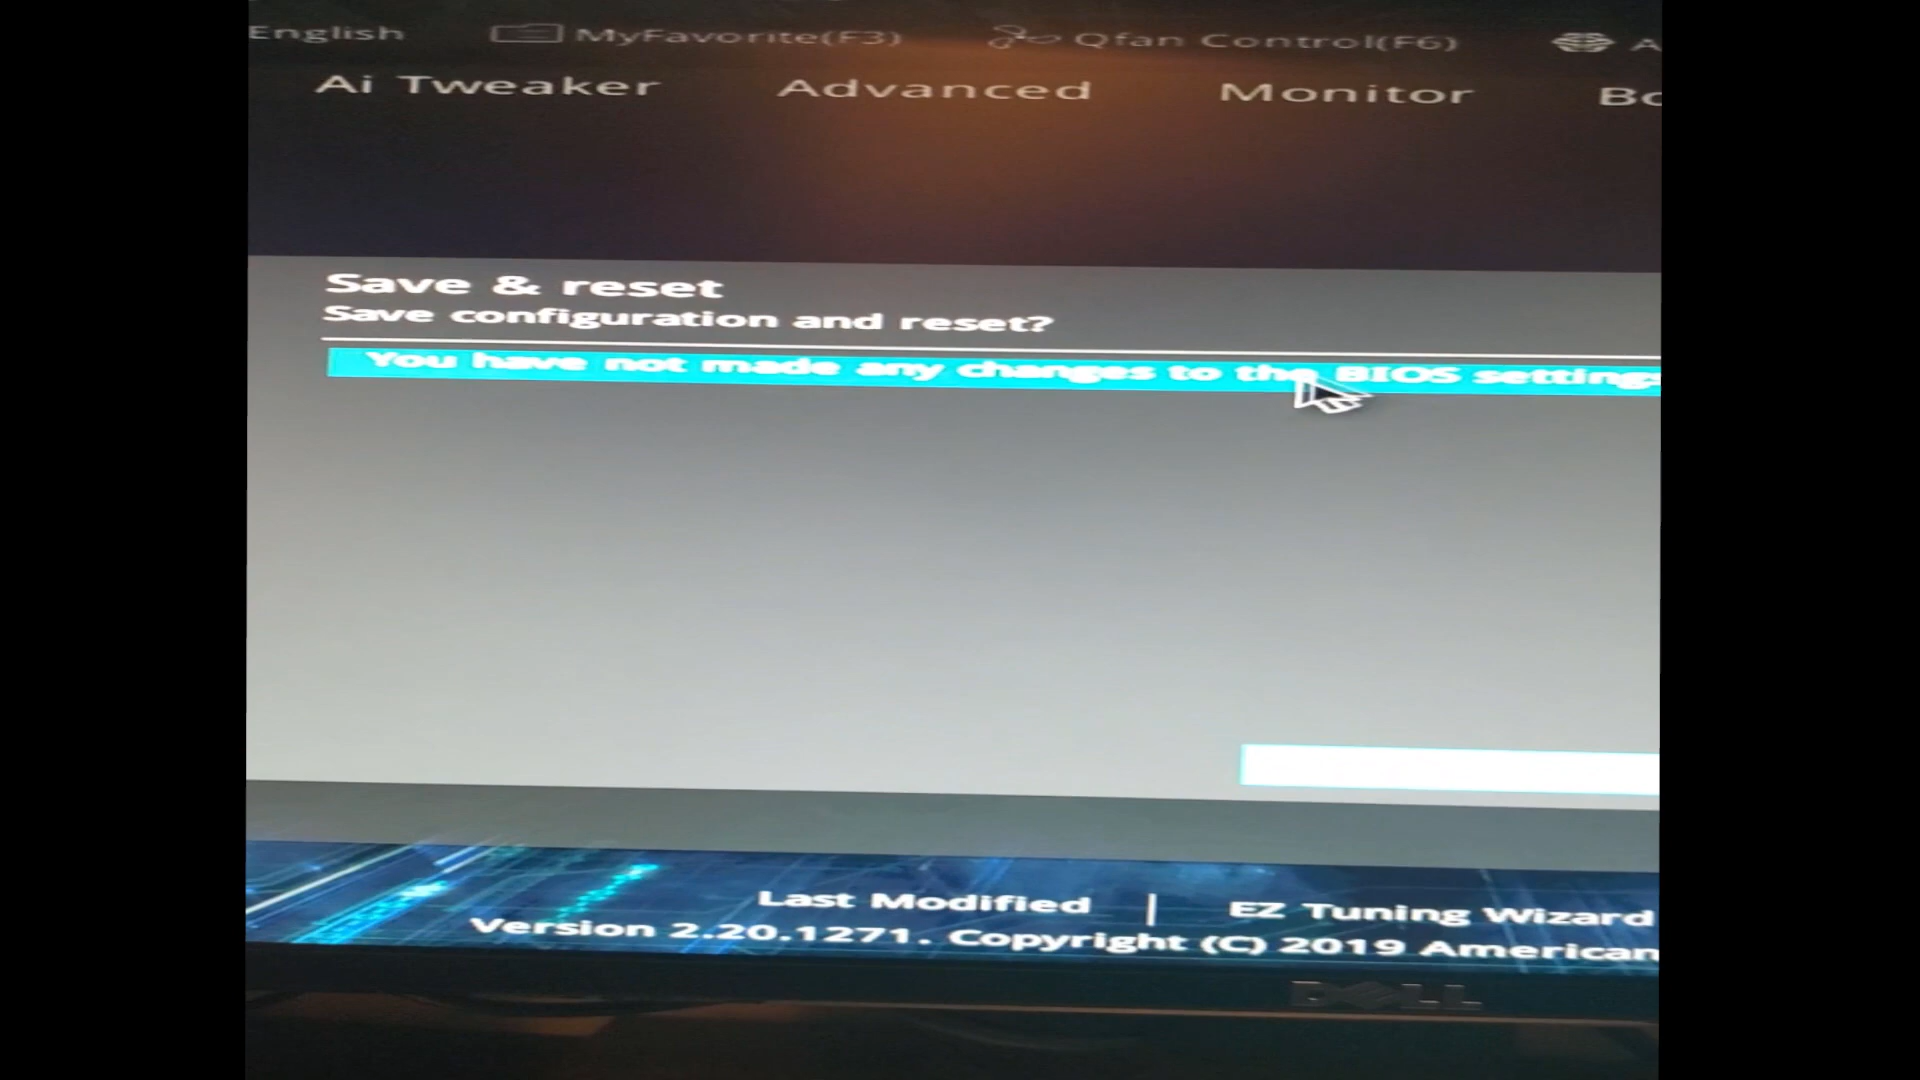 English MyFavorite(F3) Qfan Control(F6)
Ai Tweaker Advanced Monitor
Save & reset
Save configuration and reset?
You have not made any changes to the BIOS settings
Last Modified | EZ Tuning Wizard
Version 2.20.1271. Copyright (C) 2019 American
DELL